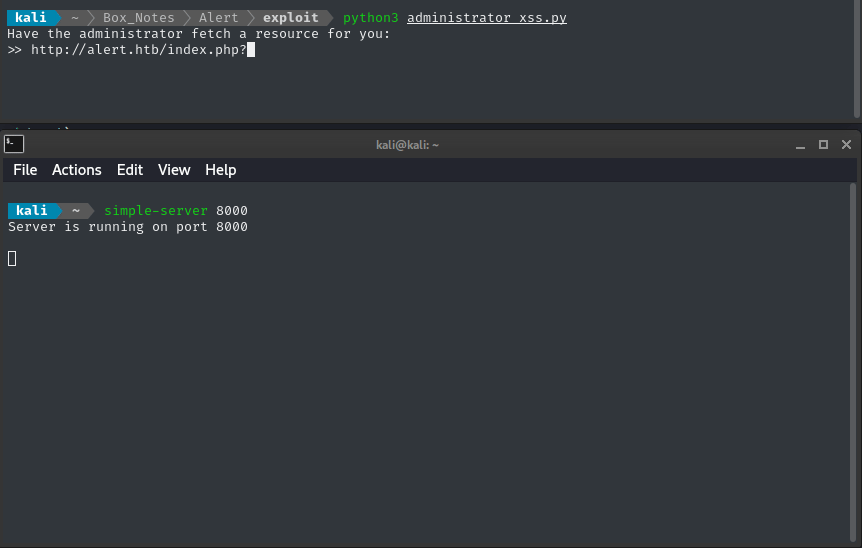 kali ~ Box_Notes Alert exploit python3 administrator_xss.py
Have the administrator fetch a resource for you:
>> http://alert.htb/index.php?
kali@kali: ~
File Actions Edit View Help
kali ~ simple-server 8000
Server is running on port 8000